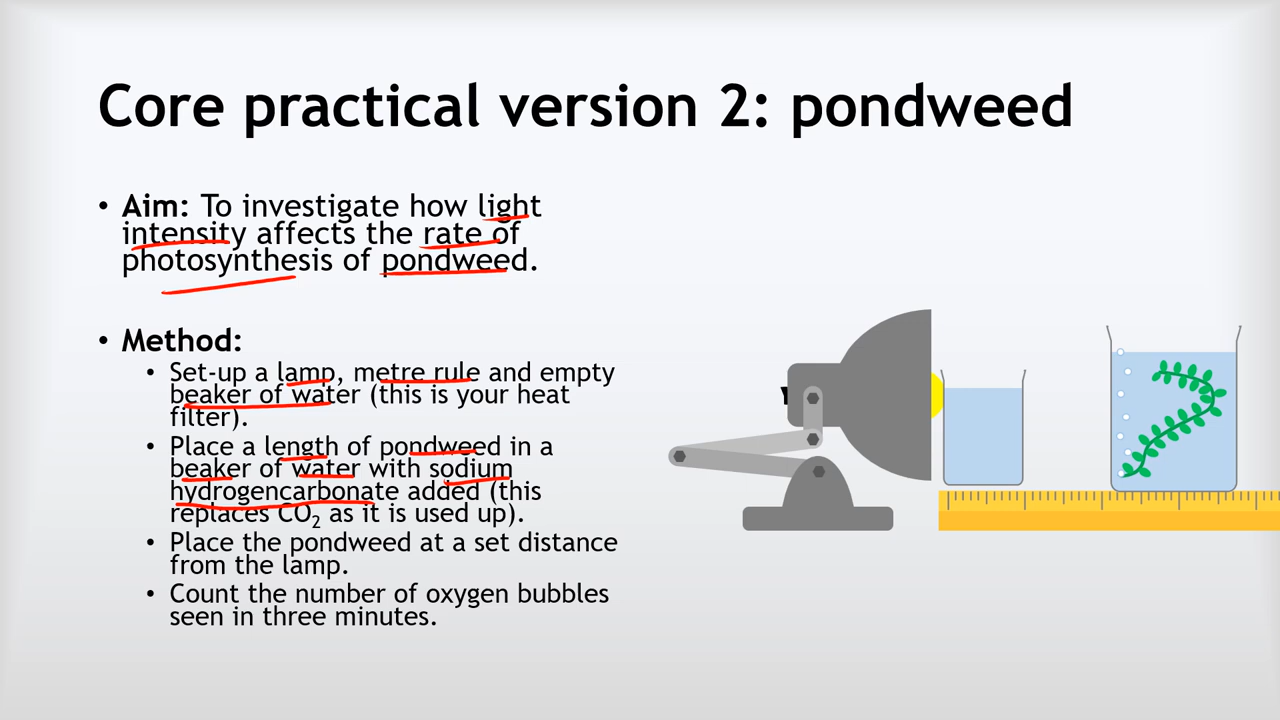 Core practical version 2: pondweed
• Aim: To investigate how light
intensity affects the rate of
photosynthesis of pondweed.
• Method:
• Set-up a lamp, metre rule and empty
beaker of water (this is your heat
filter).
• Place a length of pondweed in a
beaker of water with sodium
hydrogencarbonate added (this
replaces CO₂ as it is used up).
• Place the pondweed at a set distance
from the lamp.
• Count the number of oxygen bubbles
seen in three minutes.